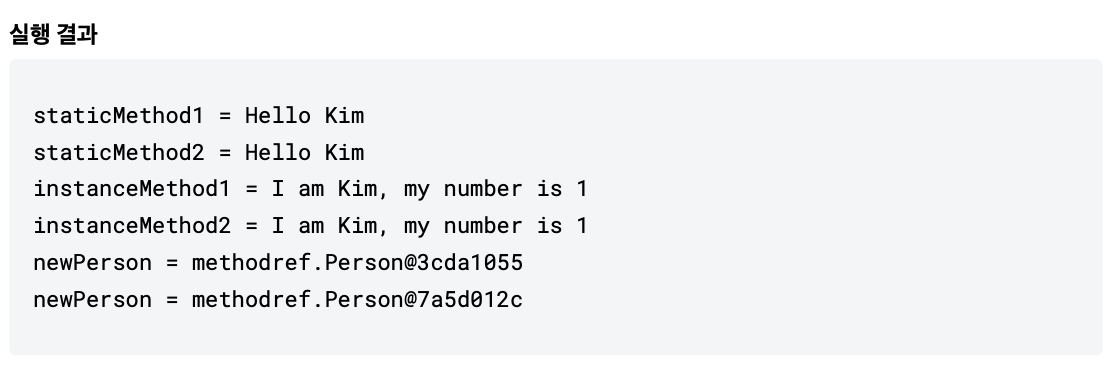 실행 결과
staticMethod1 = Hello Kim
staticMethod2 = Hello Kim
instanceMethod1 = I am Kim, my number is 1
instanceMethod2 = I am Kim, my number is 1
newPerson = methodref.Person@3cda1055
newPerson = methodref.Person@7a5d012c